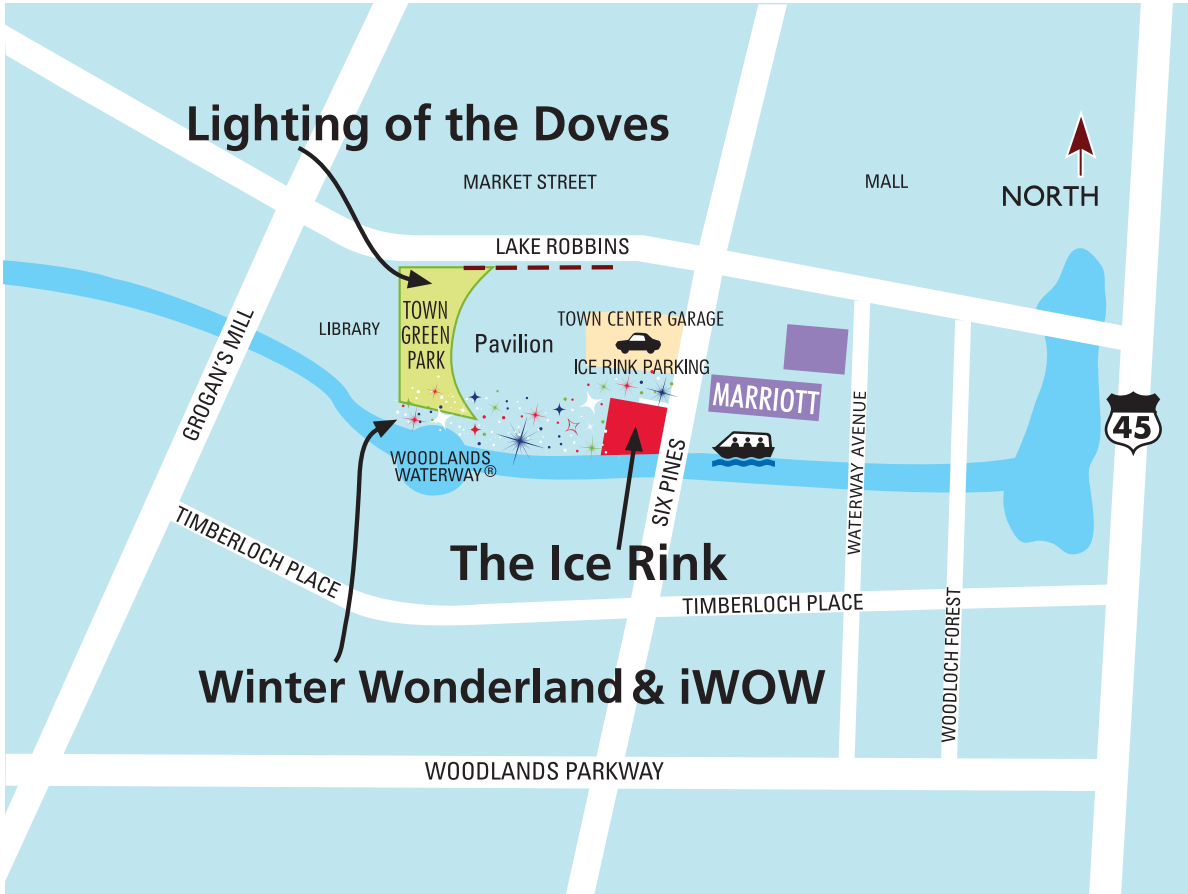 Lighting of the Doves
MARKET STREET
MALL
NORTH
LAKE ROBBINS
TOWN
GREEN
PARK
LIBRARY
Pavilion
TOWN CENTER GARAGE
ICE RINK PARKING
MARRIOTT
45
GROGAN'S MILL
WOODLANDS
WATERWAY®
SIX PINES
WATERWAY AVENUE
TIMBERLOCH PLACE
The Ice Rink
TIMBERLOCH PLACE
WOODLOCH FOREST
Winter Wonderland & iWOW
WOODLANDS PARKWAY